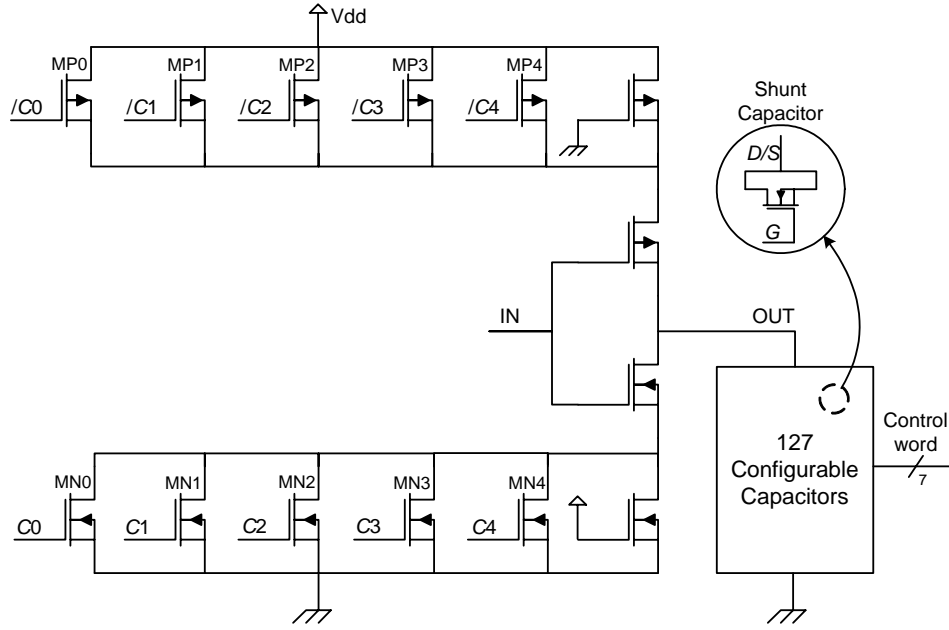 Vdd
MP0
MP1
MP2
MP3
MP4
/C0
/C1
/C2
/C3
/C4
Shunt
Capacitor
D/S
G
IN
OUT
127
Configurable
Capacitors
Control
word
7
MN0
MN1
MN2
MN3
MN4
C0
C1
C2
C3
C4